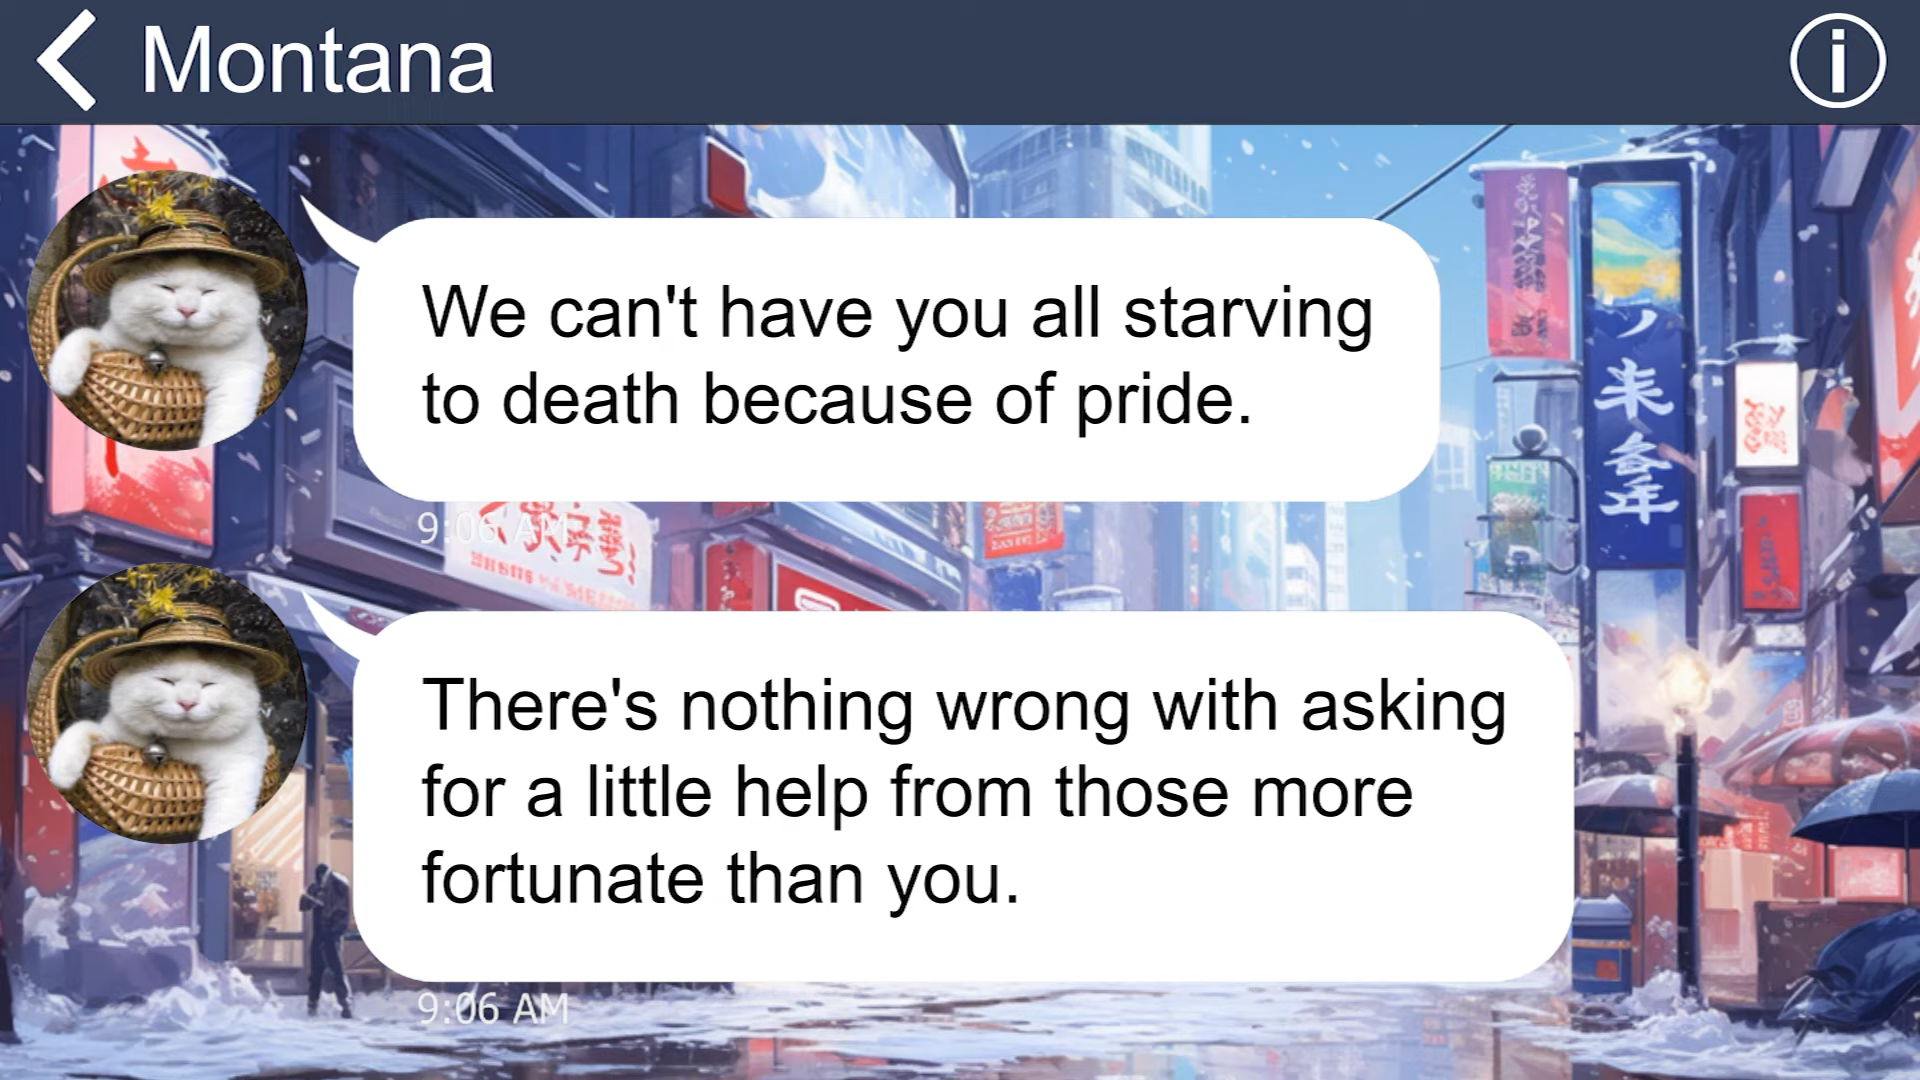 Montana
We can't have you all starving
to death because of pride.
9:06 AM
There's nothing wrong with asking
for a little help from those more
fortunate than you.
9:06 AM